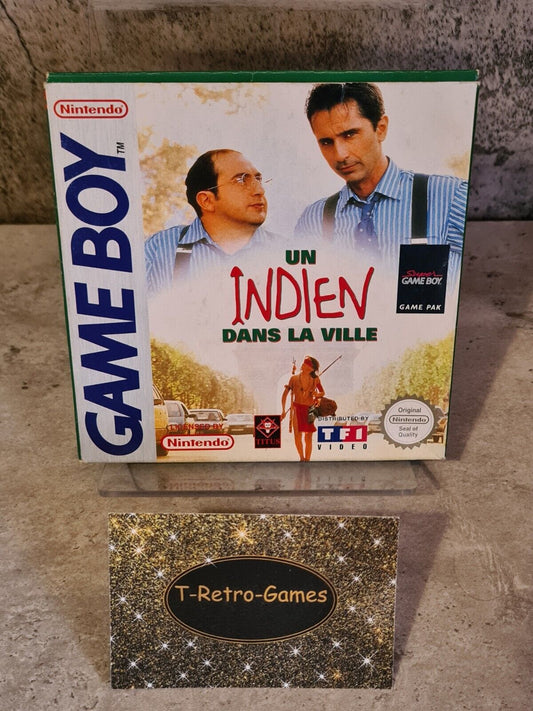 Nintendo
GAME BOY™
UN
INDIEN
DANS LA VILLE
Super
GAME BOY
GAME PAK
LICENSED BY
Nintendo
TITUS
DISTRIBUTED BY
TF1
VIDEO
Original
Nintendo
Seal of
Quality
T-Retro-Games